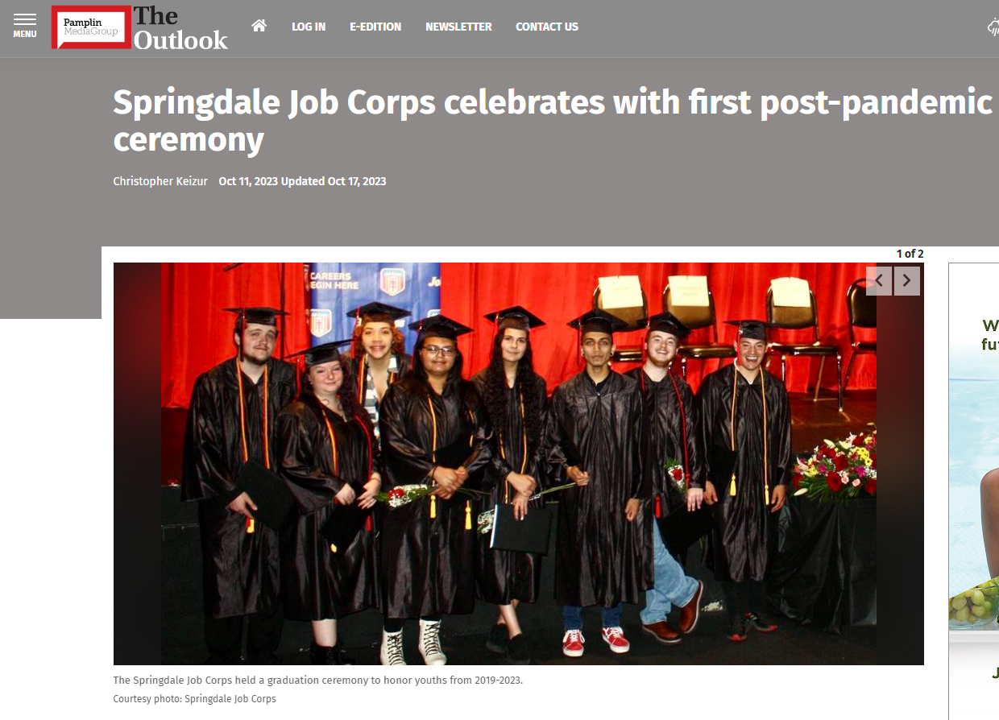 MENU
Pamplin
MediaGroup
The
Outlook
LOG IN
E-EDITION
NEWSLETTER
CONTACT US
Springdale Job Corps celebrates with first post-pandemic
ceremony
Christopher Keizur Oct 11, 2023 Updated Oct 17, 2023
1 of 2
CAREERS
EGIN HERE
Jo
W
fu
J
The Springdale Job Corps held a graduation ceremony to honor youths from 2019-2023.
Courtesy photo: Springdale Job Corps